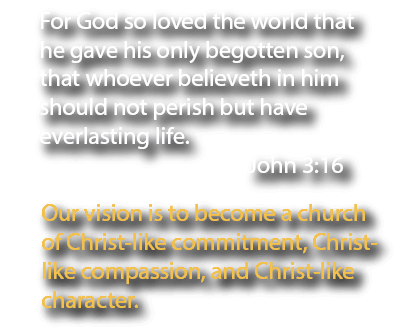 For God so loved the world that
he gave his only begotten son,
that whoever believeth in him
should not perish but have
everlasting life.
John 3:16
Our vision is to become a church
of Christ-like commitment, Christ-
like compassion, and Christ-like
character.